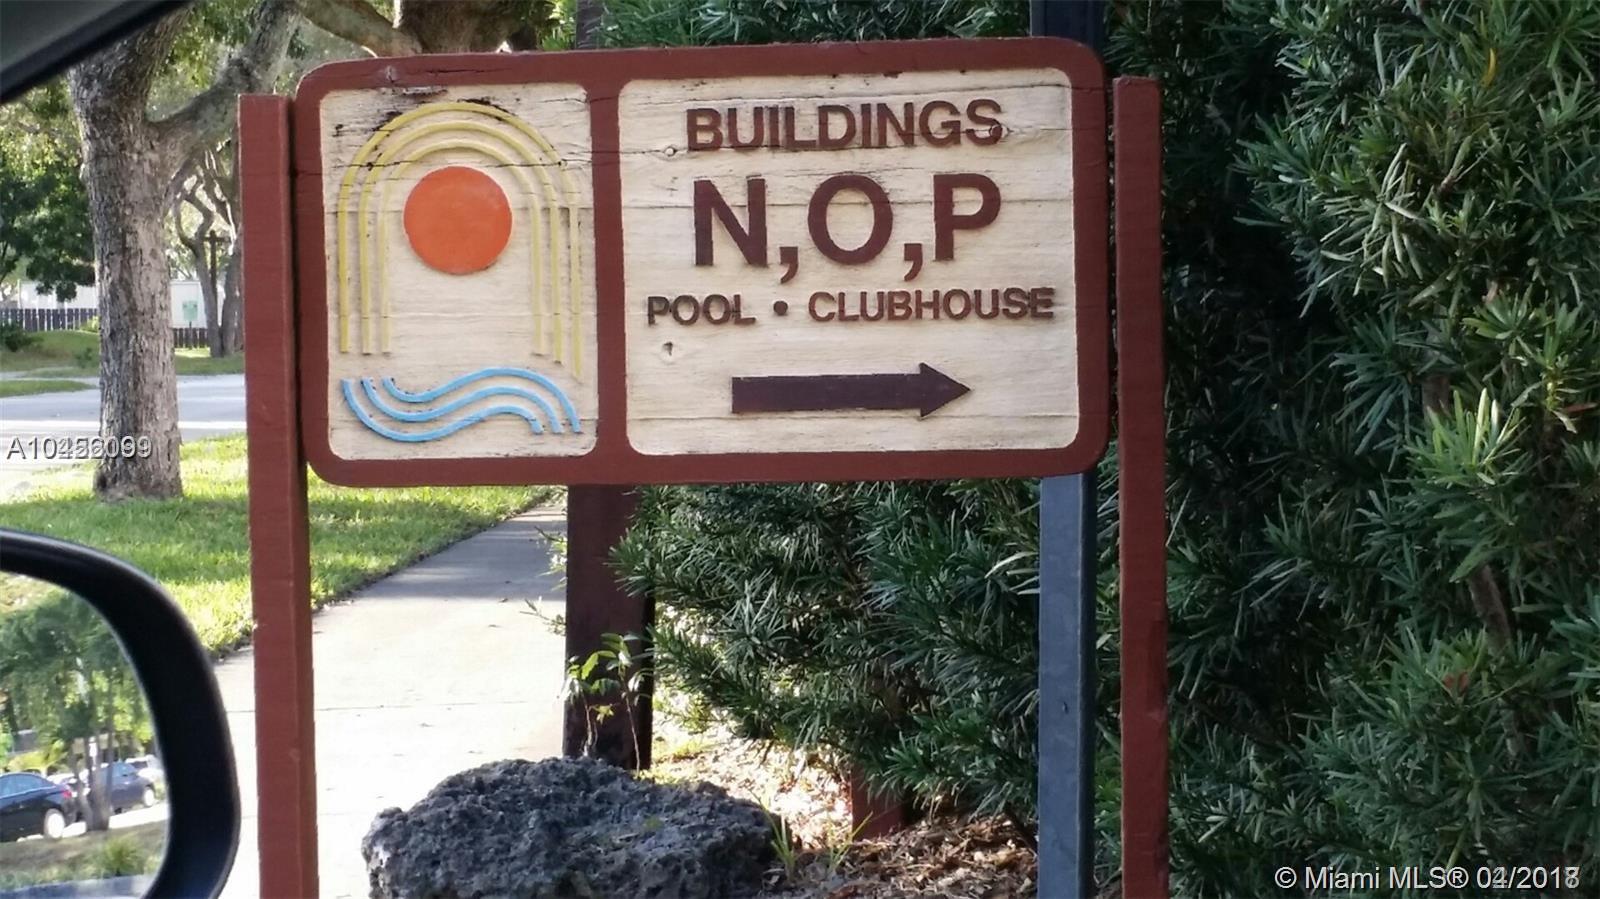 BUILDINGS
N,O,P
POOL • CLUBHOUSE
© Miami MLS®